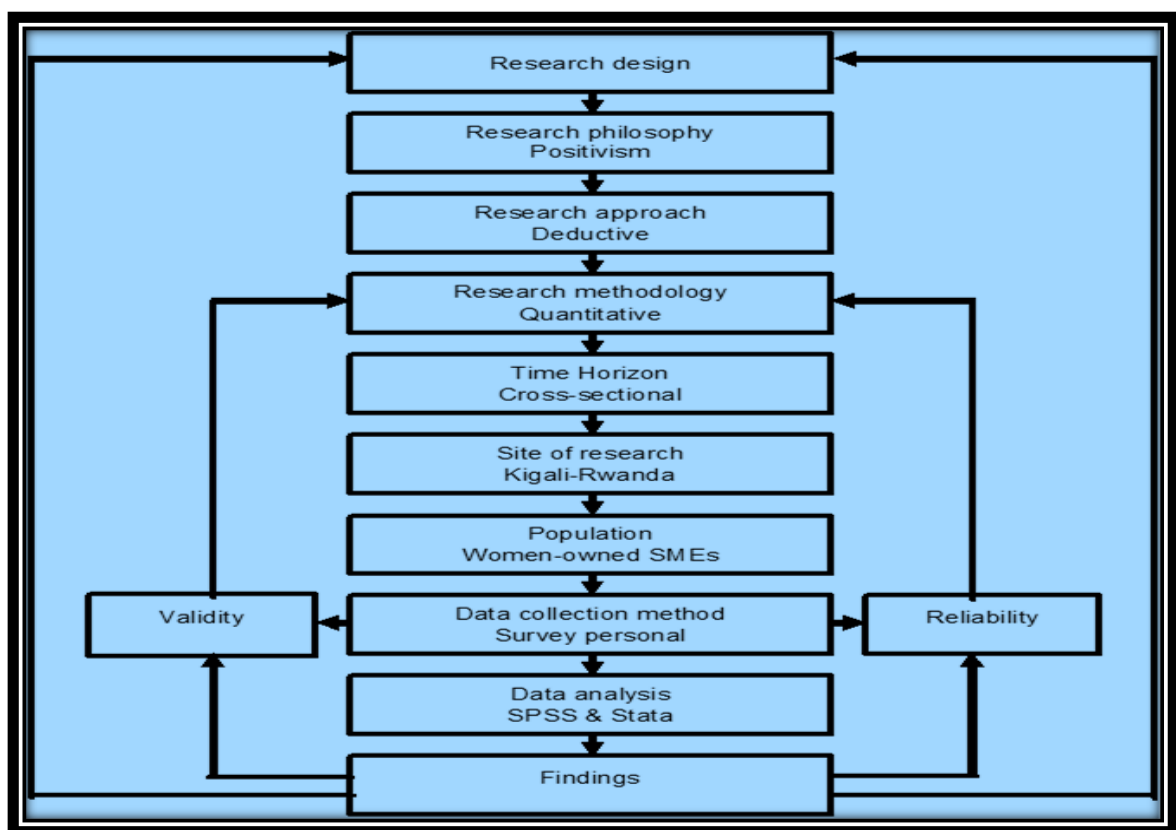 Research design
Research philosophy
Positivism
Research approach
Deductive
Research methodology
Quantitative
Time Horizon
Cross-sectional
Site of research
Kigali-Rwanda
Population
Women-owned SMEs
Validity
Data collection method
Survey personal
Reliability
Data analysis
SPSS & Stata
Findings